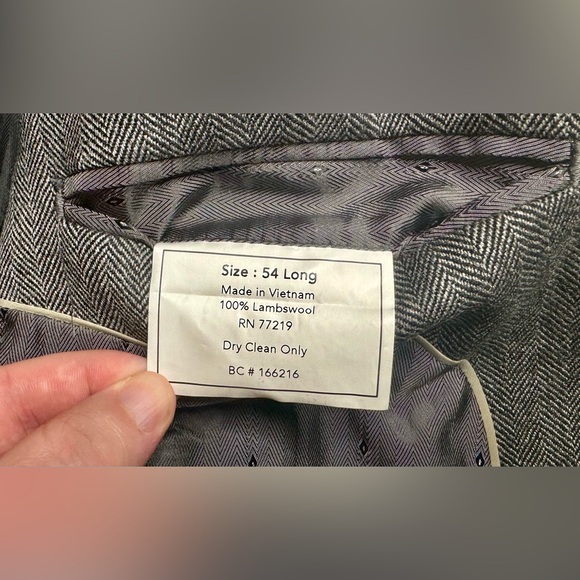 Size : 54 Long
Made in Vietnam
100% Lambswool
RN 77219
Dry Clean Only
BC # 166216